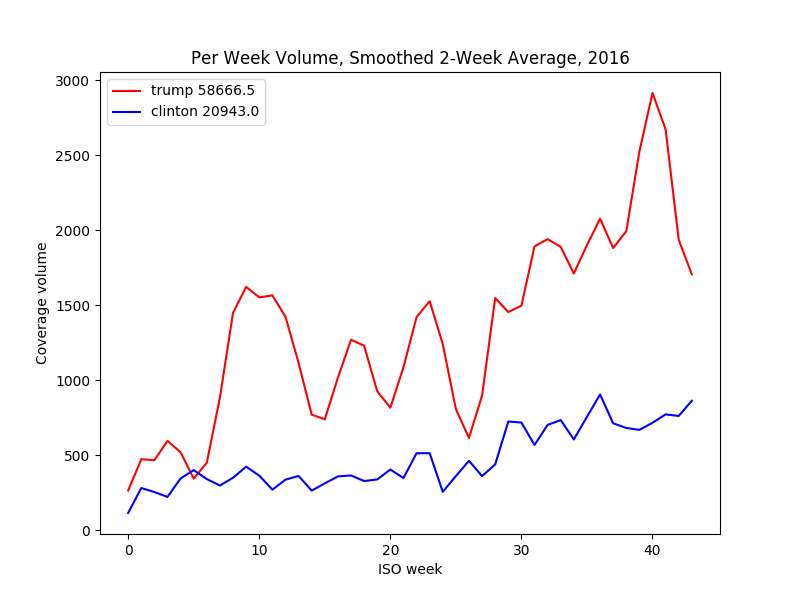 Per Week Volume, Smoothed 2-Week Average, 2016
trump 58666.5
clinton 20943.0
3000
2500
2000
1500
1000
500
0
Coverage volume
0 10 20 30 40
ISO week